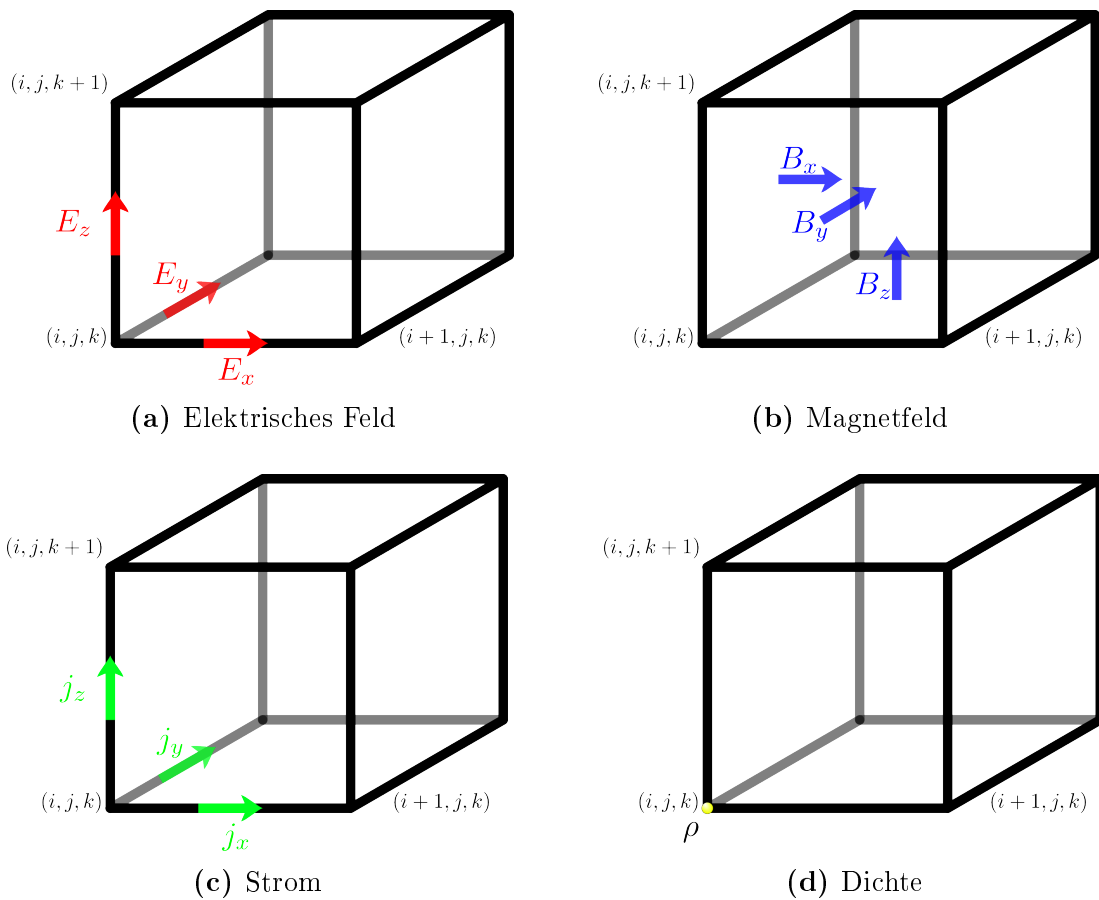 (i, j, k + 1)
E_z
E_y
(i, j, k)
(i + 1, j, k)
E_x
(a) Elektrisches Feld
(i, j, k + 1)
B_x
B_y
B_z
(i, j, k)
(i + 1, j, k)
(b) Magnetfeld
(i, j, k + 1)
j_z
j_y
(i, j, k)
(i + 1, j, k)
j_x
(c) Strom
(i, j, k + 1)
(i, j, k)
(i + 1, j, k)
ρ
(d) Dichte